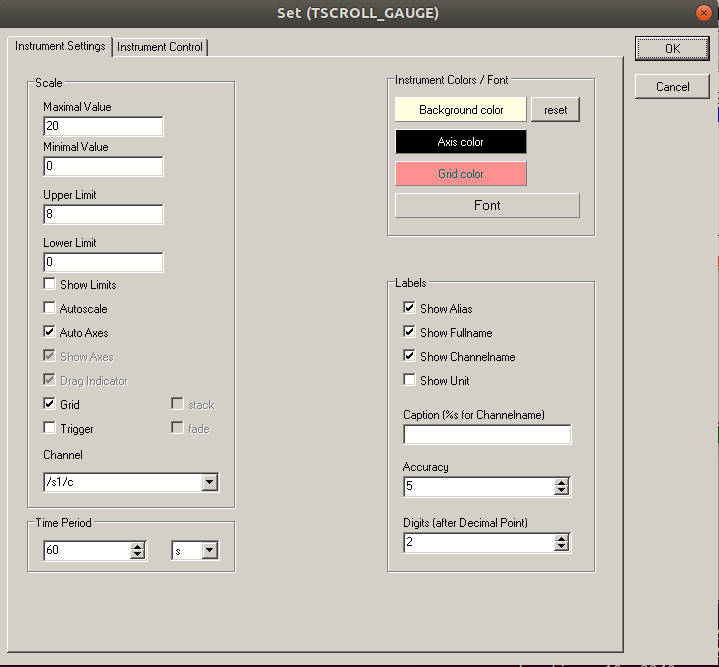 Set (TSCROLL_GAUGE)
Instrument Settings
Instrument Control
OK
Cancel
Scale
Maximal Value
20
Minimal Value
0
Upper Limit
8
Lower Limit
0
Show Limits
Autoscale
Auto Axes
Show Axes
Drag Indicator
Grid
stack
Trigger
fade
Channel
/s1/c
Time Period
60
s
Instrument Colors / Font
Background color
reset
Axis color
Grid color
Font
Labels
Show Alias
Show Fullname
Show Channelname
Show Unit
Caption (%s for Channelname)
Accuracy
5
Digits (after Decimal Point)
2